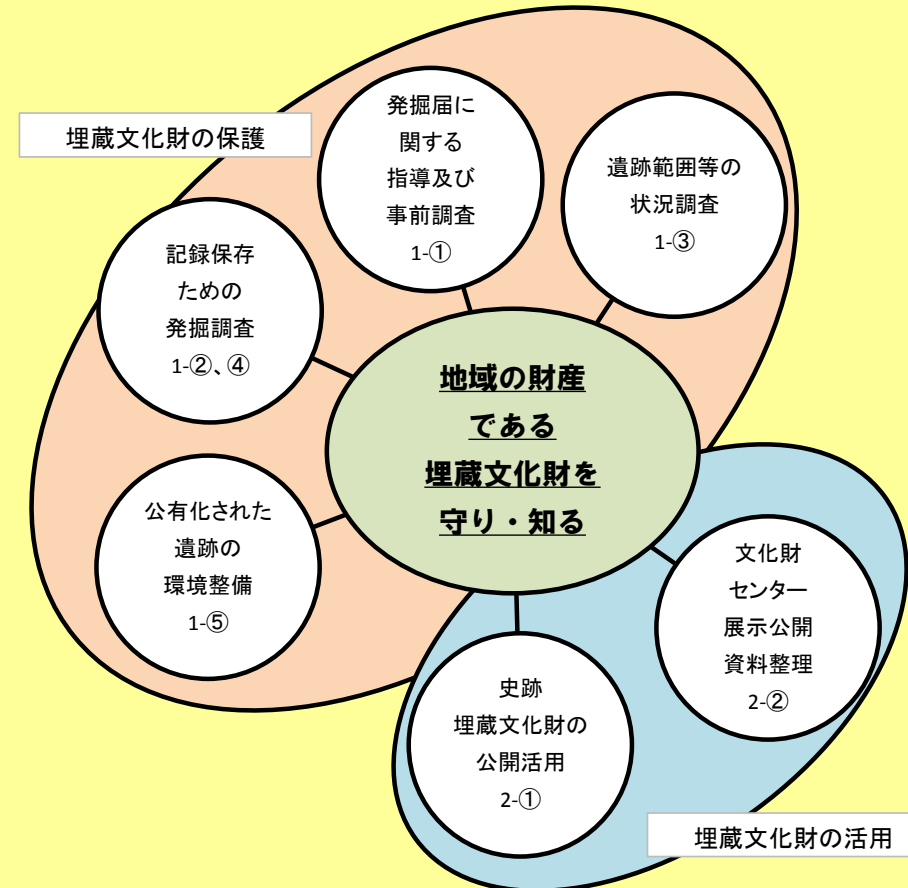 埋蔵文化財の保護
発掘届に
関する
指導及び
事前調査
1-①
遺跡範囲等の
状況調査
1-③
記録保存
ための
発掘調査
1-②、④
地域の財産
である
埋蔵文化財を
守り・知る
公有化された
遺跡の
環境整備
1-⑤
文化財
センター
展示公開
資料整理
2-②
史跡
埋蔵文化財の
公開活用
2-①
埋蔵文化財の活用